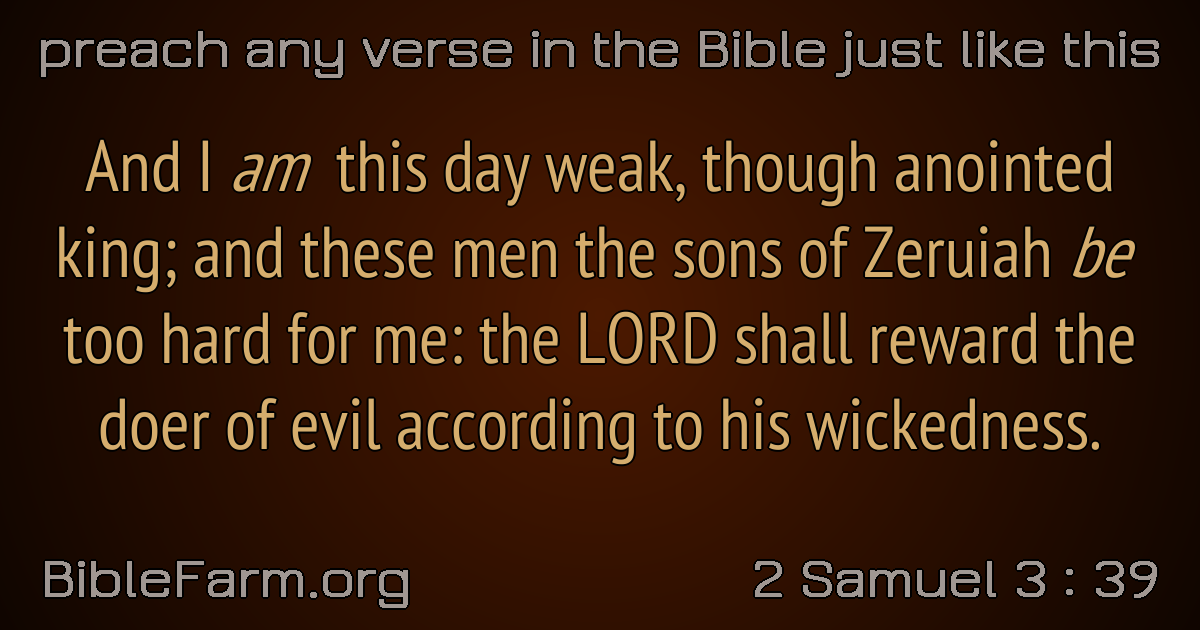 preach any verse in the Bible just like this
And I am this day weak, though anointed
king; and these men the sons of Zeruiah be
too hard for me: the LORD shall reward the
doer of evil according to his wickedness.
BibleFarm.org
2 Samuel 3 : 39